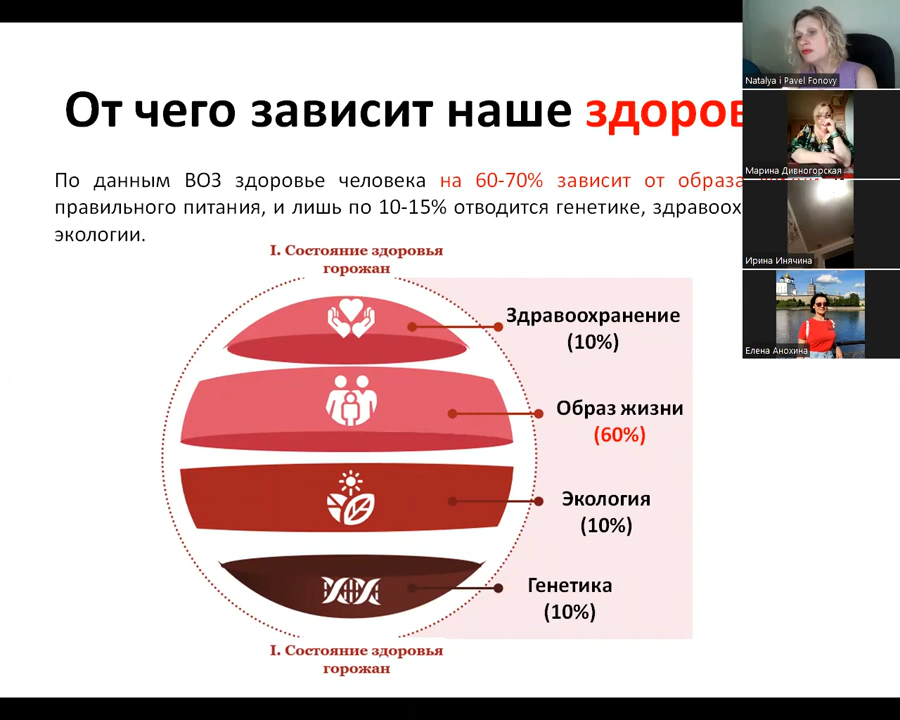 От чего зависит наше здоров
По данным ВОЗ здоровье человека на 60-70% зависит от образа
правильного питания, и лишь по 10-15% отводится генетике, здравоох
экологии.
I. Состояние здоровья
горожан
Здравоохранение
(10%)
Образ жизни
(60%)
Экология
(10%)
Генетика
(10%)
I. Состояние здоровья
горожан
Natalya i Pavel Fonovy
Марина Дивногорская
Ирина Инячина
Елена Анохина